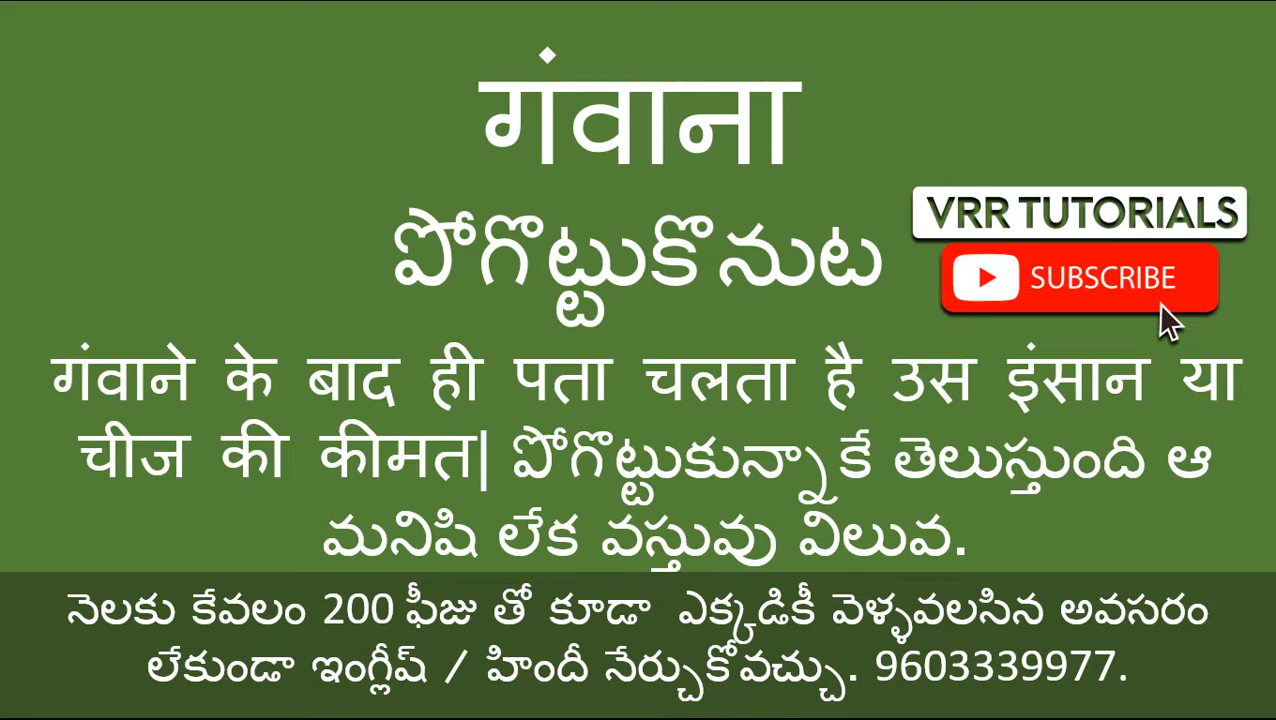 गंवाना
పోగొట్టుకొనుట
VRR TUTORIALS
SUBSCRIBE
गंवाने के बाद ही पता चलता है उस इंसान या
चीज की कीमत| పోగొట్టుకున్నాకే తెలుస్తుంది ఆ
మనిషి లేక వస్తువు విలువ.
నెలకు కేవలం 200 ఫీజు తో కూడా ఎక్కడికీ వెళ్ళవలసిన అవసరం
లేకుండా ఇంగ్లీష్ / హిందీ నేర్చుకోవచ్చు. 9603339977.